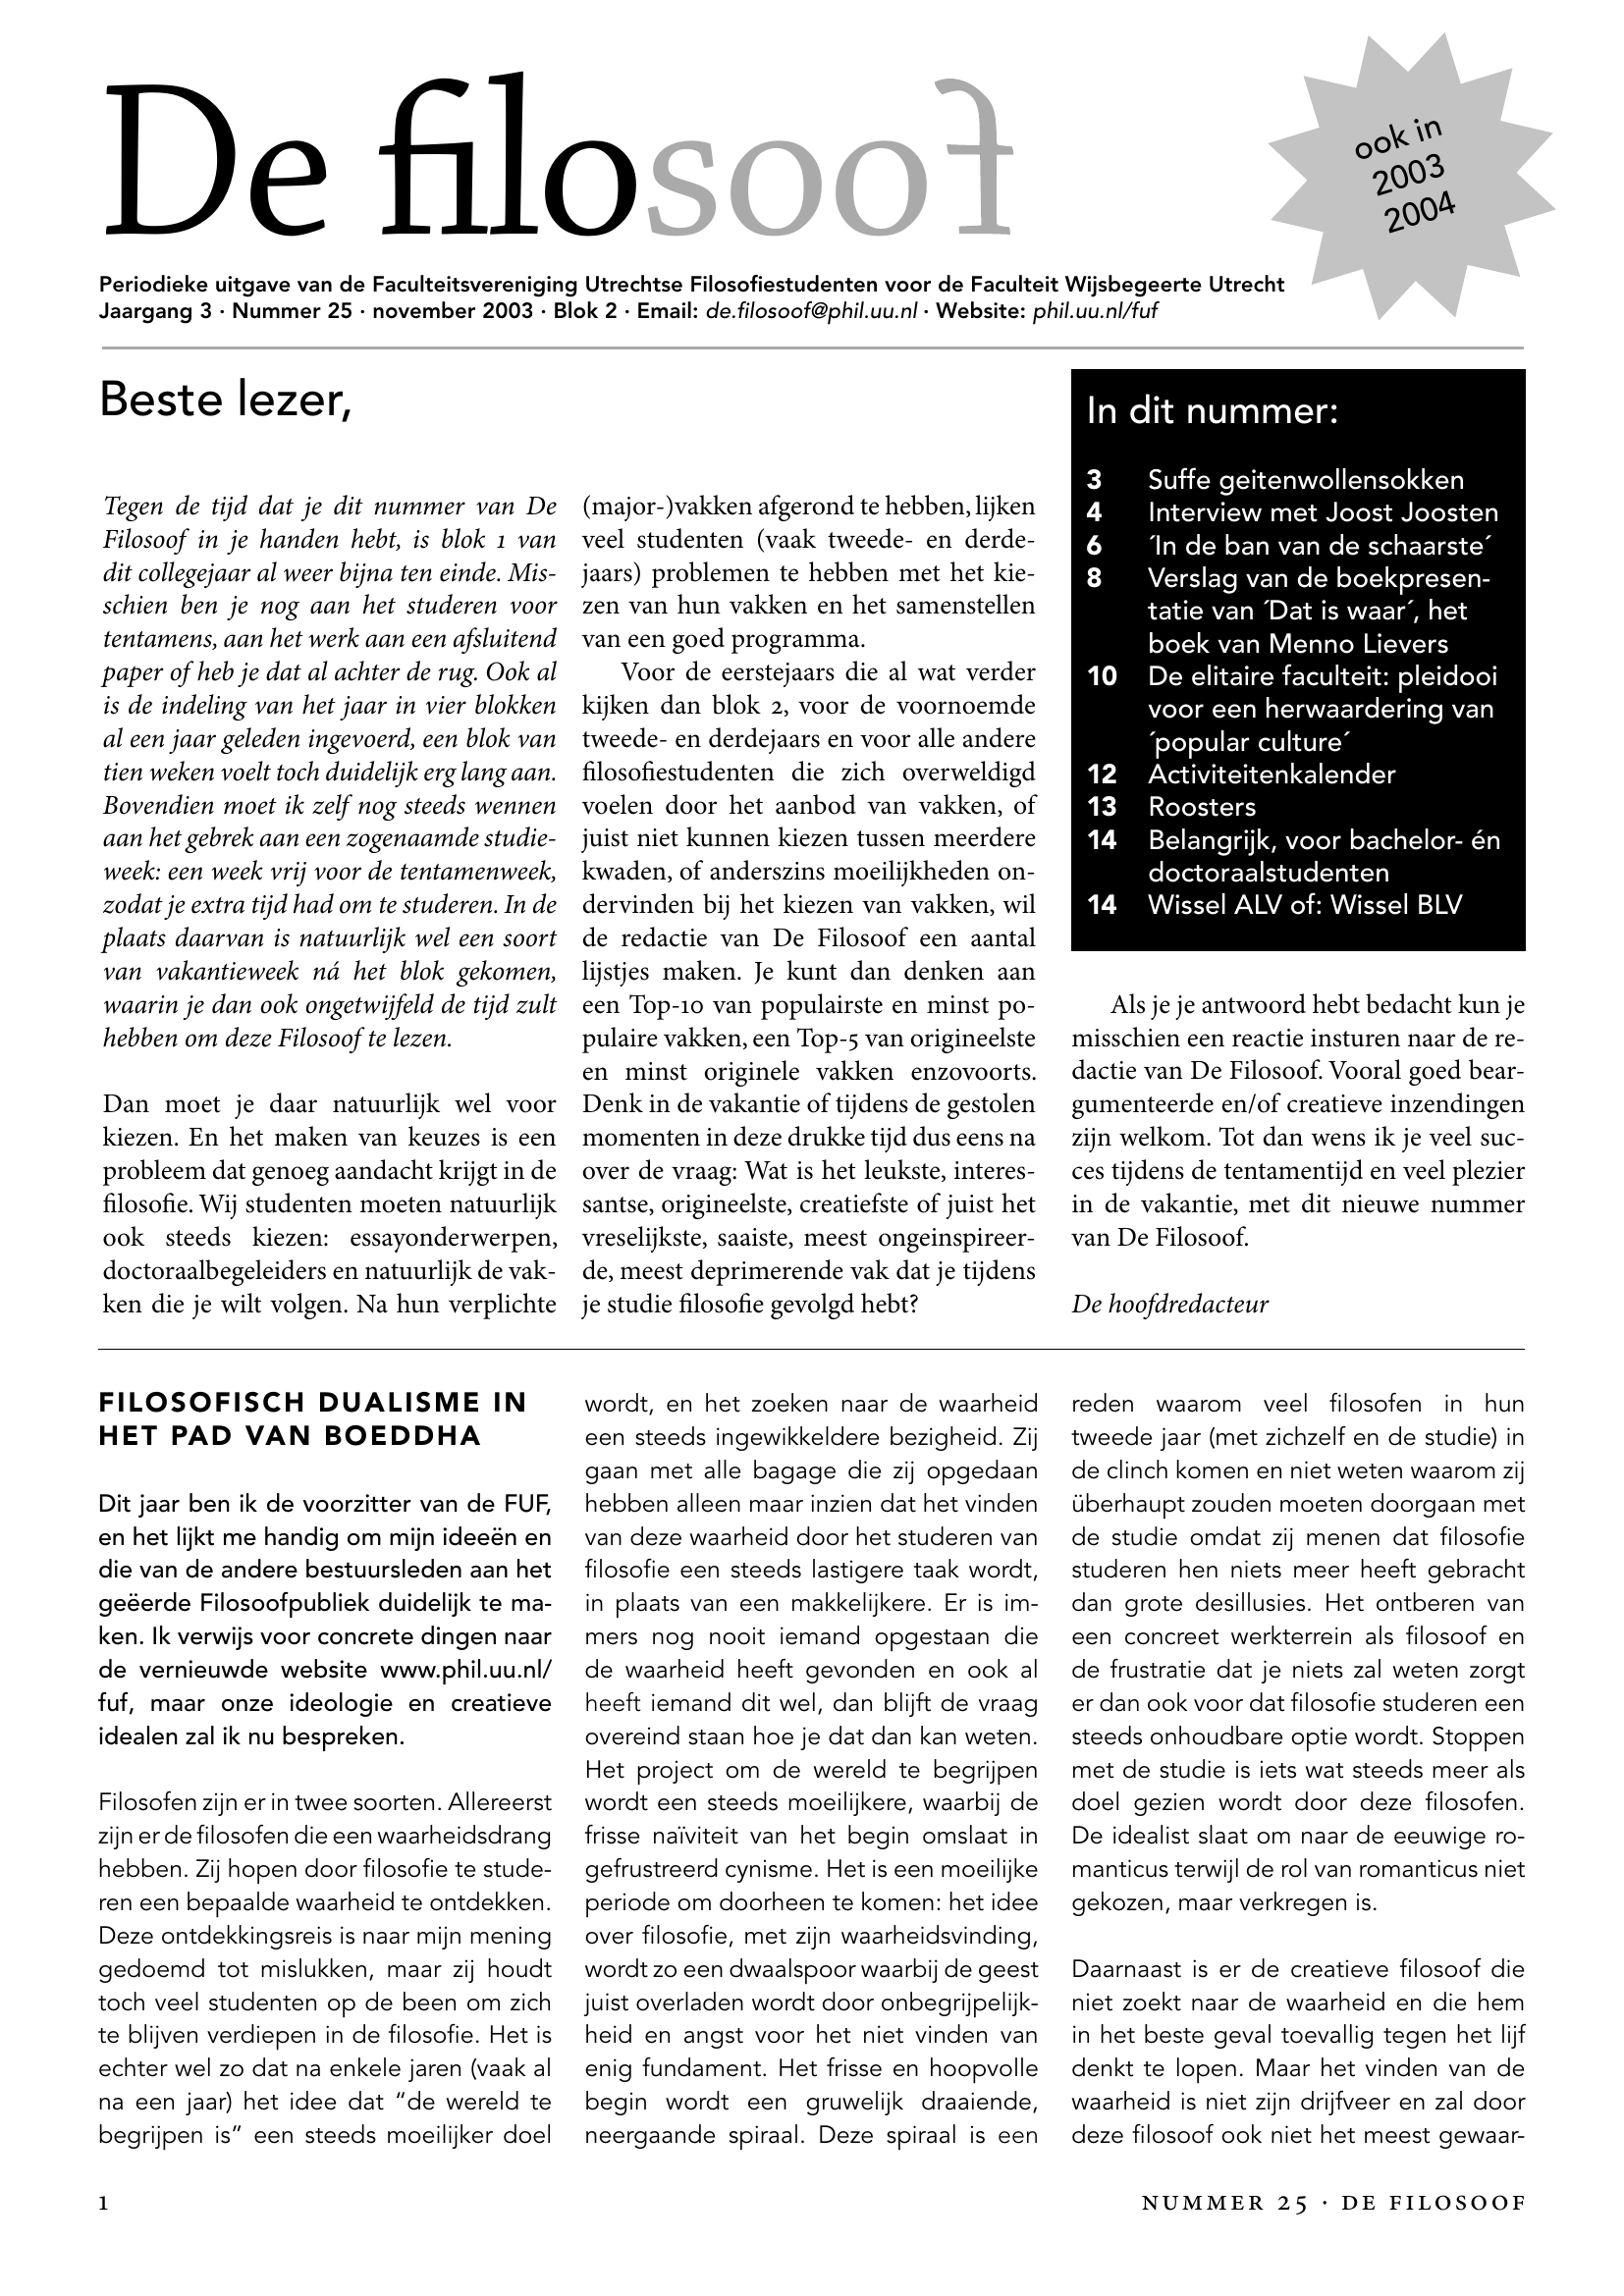 De filosoof
ook in
2003
2004
Periodieke uitgave van de Faculteitsvereniging Utrechtse Filosofiestudenten voor de Faculteit Wijsbegeerte Utrecht
Jaargang 3 · Nummer 25 · november 2003 · Blok 2 · Email: de.filosoof@phil.uu.nl · Website: phil.uu.nl/fuf
Beste lezer,
Tegen de tijd dat je dit nummer van De
Filosoof in je handen hebt, is blok 1 van
dit collegejaar al weer bijna ten einde. Mis-
schien ben je nog aan het studeren voor
tentamens, aan het werk aan een afsluitend
paper of heb je dat al achter de rug. Ook al
is de indeling van het jaar in vier blokken
al een jaar geleden ingevoerd, een blok van
tien weken voelt toch duidelijk erg lang aan.
Bovendien moet ik zelf nog steeds wennen
aan het gebrek aan een zogenaamde studie-
week: een week vrij voor de tentamenweek,
zodat je extra tijd had om te studeren. In de
plaats daarvan is natuurlijk wel een soort
van vakantieweek ná het blok gekomen,
waarin je dan ook ongetwijfeld de tijd zult
hebben om deze Filosoof te lezen.
Dan moet je daar natuurlijk wel voor
kiezen. En het maken van keuzes is een
probleem dat genoeg aandacht krijgt in de
filosofie. Wij studenten moeten natuurlijk
ook steeds kiezen: essayonderwerpen,
doctoraalbegeleiders en natuurlijk de vak-
ken die je wilt volgen. Na hun verplichte
(major-)vakken afgerond te hebben, lijken
veel studenten (vaak tweede- en derde-
jaars) problemen te hebben met het kie-
zen van hun vakken en het samenstellen
van een goed programma.
Voor de eerstejaars die al wat verder
kijken dan blok 2, voor de voornoemde
tweede- en derdejaars en voor alle andere
filosofiestudenten die zich overweldigd
voelen door het aanbod van vakken, of
juist niet kunnen kiezen tussen meerdere
kwaden, of anderszins moeilijkheden on-
dervinden bij het kiezen van vakken, wil
de redactie van De Filosoof een aantal
lijstjes maken. Je kunt dan denken aan
een Top-10 van populairste en minst po-
pulaire vakken, een Top-5 van origineelste
en minst originele vakken enzovoorts.
Denk in de vakantie of tijdens de gestolen
momenten in deze drukke tijd dus eens na
over de vraag: Wat is het leukste, interes-
santse, origineelste, creatiefste of juist het
vreselijkste, saaiste, meest ongeinspireer-
de, meest deprimerende vak dat je tijdens
je studie filosofie gevolgd hebt?
In dit nummer:
3 Suffe geitenwollensokken
4 Interview met Joost Joosten
6 ´In de ban van de schaarste´
8 Verslag van de boekpresen-
tatie van ´Dat is waar´, het
boek van Menno Lievers
10 De elitaire faculteit: pleidooi
voor een herwaardering van
´popular culture´
12 Activiteitenkalender
13 Roosters
14 Belangrijk, voor bachelor- én
doctoraalstudenten
14 Wissel ALV of: Wissel BLV
Als je je antwoord hebt bedacht kun je
misschien een reactie insturen naar de re-
dactie van De Filosoof. Vooral goed bear-
gumenteerde en/of creatieve inzendingen
zijn welkom. Tot dan wens ik je veel suc-
ces tijdens de tentamentijd en veel plezier
in de vakantie, met dit nieuwe nummer
van De Filosoof.
De hoofdredacteur
FILOSOFISCH DUALISME IN
HET PAD VAN BOEDDHA
Dit jaar ben ik de voorzitter van de FUF,
en het lijkt me handig om mijn ideeën en
die van de andere bestuursleden aan het
geëerde Filosoofpubliek duidelijk te ma-
ken. Ik verwijs voor concrete dingen naar
de vernieuwde website www.phil.uu.nl/
fuf, maar onze ideologie en creatieve
idealen zal ik nu bespreken.
Filosofen zijn er in twee soorten. Allereerst
zijn er de filosofen die een waarheidsdrang
hebben. Zij hopen door filosofie te stude-
ren een bepaalde waarheid te ontdekken.
Deze ontdekkingsreis is naar mijn mening
gedoemd tot mislukken, maar zij houdt
toch veel studenten op de been om zich
te blijven verdiepen in de filosofie. Het is
echter wel zo dat na enkele jaren (vaak al
na een jaar) het idee dat “de wereld te
begrijpen is” een steeds moeilijker doel
wordt, en het zoeken naar de waarheid
een steeds ingewikkeldere bezigheid. Zij
gaan met alle bagage die zij opgedaan
hebben alleen maar inzien dat het vinden
van deze waarheid door het studeren van
filosofie een steeds lastigere taak wordt,
in plaats van een makkelijkere. Er is im-
mers nog nooit iemand opgestaan die
de waarheid heeft gevonden en ook al
heeft iemand dit wel, dan blijft de vraag
overeind staan hoe je dat dan kan weten.
Het project om de wereld te begrijpen
wordt een steeds moeilijkere, waarbij de
frisse naïviteit van het begin omslaat in
gefrustreerd cynisme. Het is een moeilijke
periode om doorheen te komen: het idee
over filosofie, met zijn waarheidsvinding,
wordt zo een dwaalspoor waarbij de geest
juist overladen wordt door onbegrijpelijk-
heid en angst voor het niet vinden van
enig fundament. Het frisse en hoopvolle
begin wordt een gruwelijk draaiende,
neergaande spiraal. Deze spiraal is een
reden waarom veel filosofen in hun
tweede jaar (met zichzelf en de studie) in
de clinch komen en niet weten waarom zij
überhaupt zouden moeten doorgaan met
de studie omdat zij menen dat filosofie
studeren hen niets meer heeft gebracht
dan grote desillusies. Het ontberen van
een concreet werkterrein als filosoof en
de frustratie dat je niets zal weten zorgt
er dan ook voor dat filosofie studeren een
steeds onhoudbare optie wordt. Stoppen
met de studie is iets wat steeds meer als
doel gezien wordt door deze filosofen.
De idealist slaat om naar de eeuwige ro-
manticus terwijl de rol van romanticus niet
gekozen, maar verkregen is.
Daarnaast is er de creatieve filosoof die
niet zoekt naar de waarheid en die hem
in het beste geval toevallig tegen het lijf
denkt te lopen. Maar het vinden van de
waarheid is niet zijn drijfveer en zal door
deze filosoof ook niet het meest gewaar-
1
NUMMER 25 · DE FILOSOOF